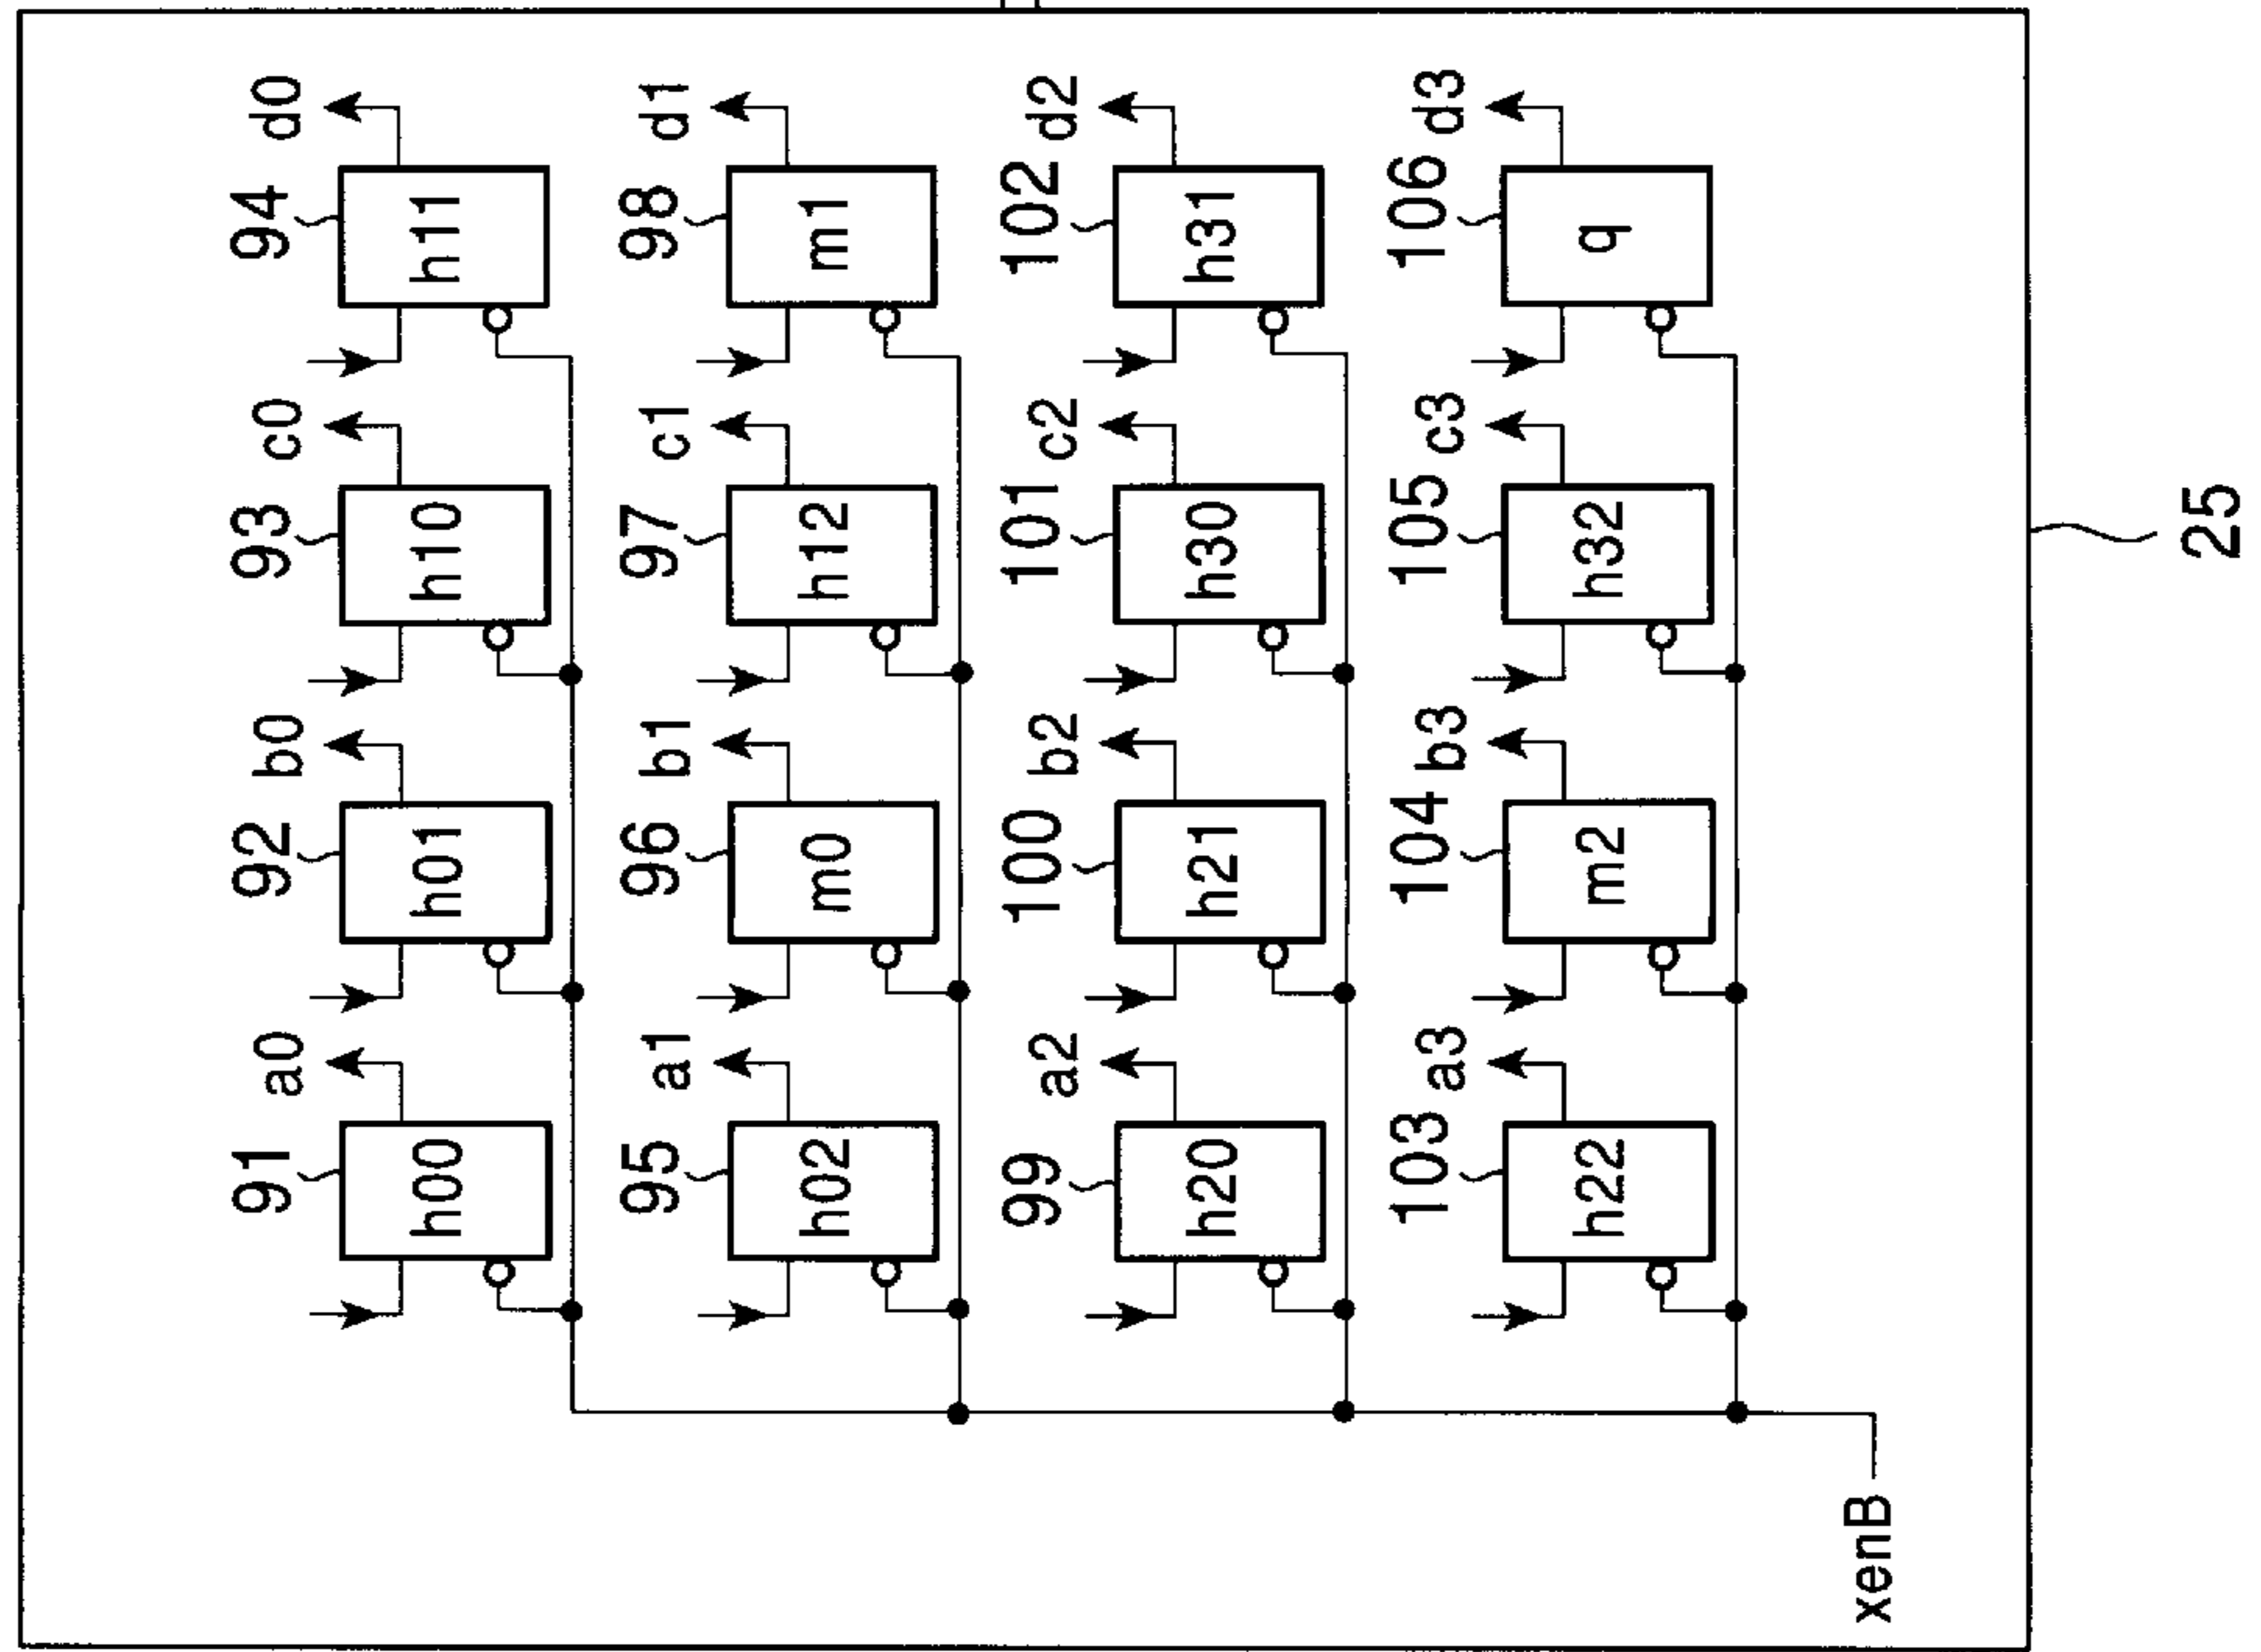 91 a0 92 b0 93 c0 94 d0
h00 h01 h10 h11
95 a1 96 b1 97 c1 98 d1
h02 m0 h12 m1
99 a2 100 b2 101 c2 102 d2
h20 h21 h30 h31
103 a3 104 b3 105 c3 106 d3
h22 m2 h32 q
xenB
25